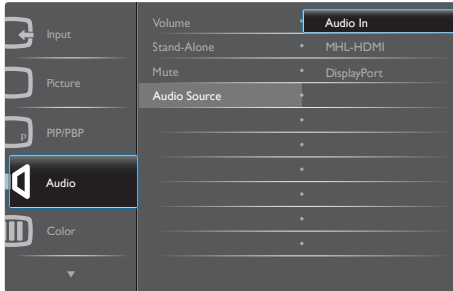 Input
Picture
P
PIP/PBP
Audio
Color
Volume
Stand-Alone
Mute
Audio Source
Audio In
MHL-HDMI
DisplayPort